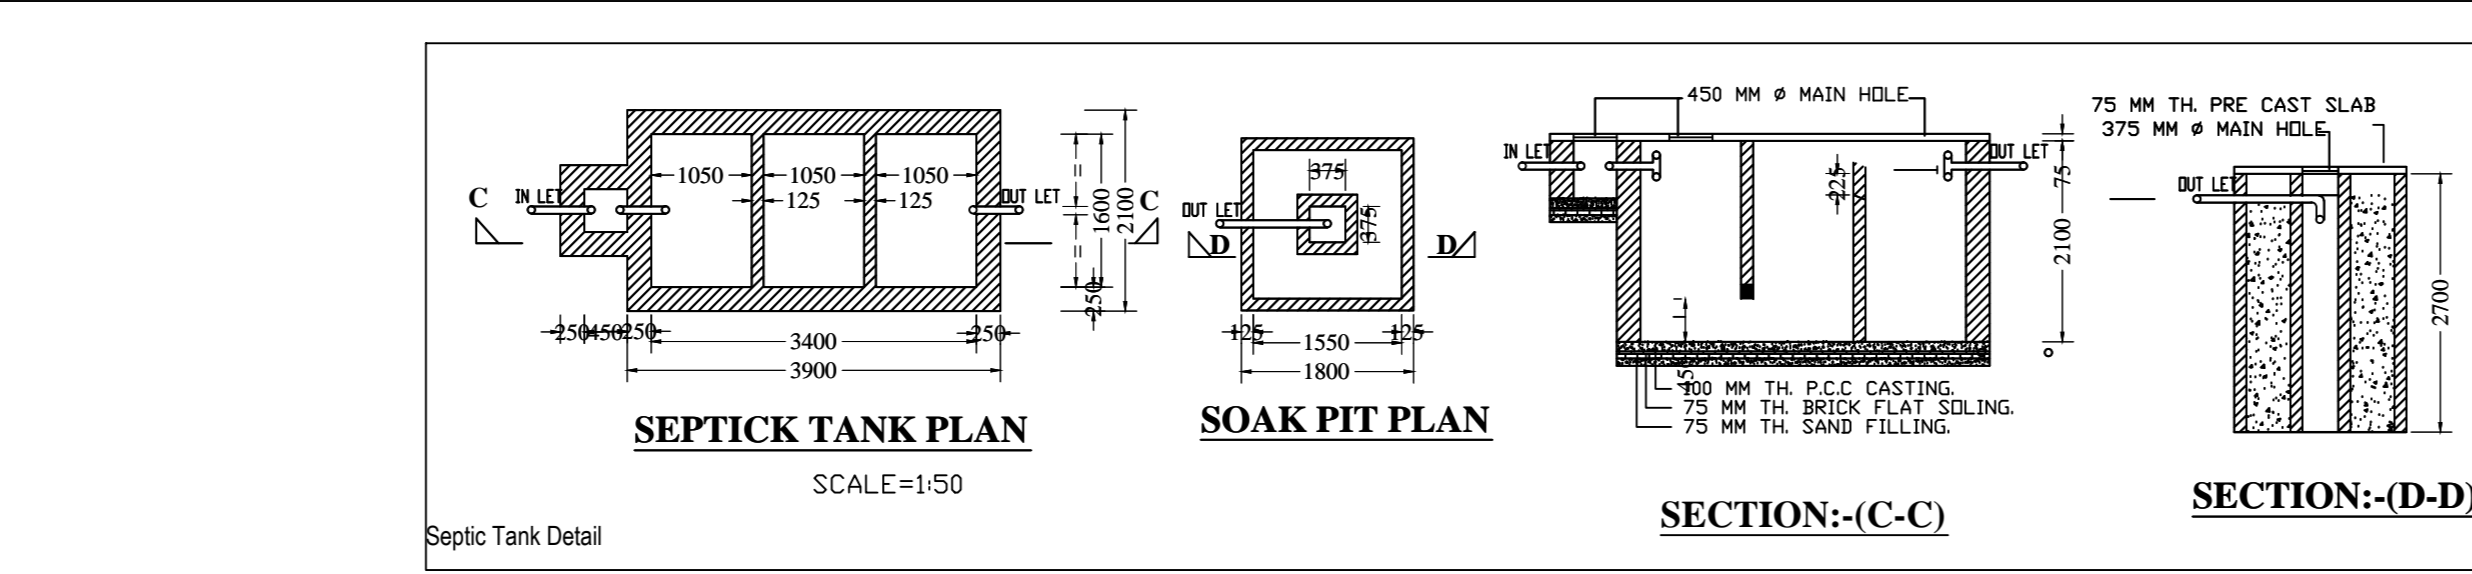 C
IN LET
1050
1050
1050
125
125
OUT LET
C
1600
2100
250
250
450
250
3400
250
3900
SEPTICK TANK PLAN
SCALE=1:50
Septic Tank Detail
OUT LET
375
375
D
D
125
1550
125
1800
SOAK PIT PLAN
450 MM Ø MAIN HOLE
IN LET
OUT LET
225
75
2100
450
100 MM TH. P.C.C CASTING.
75 MM TH. BRICK FLAT SOLING.
75 MM TH. SAND FILLING.
SECTION:-(C-C)
75 MM TH. PRE CAST SLAB
375 MM Ø MAIN HOLE
OUT LET
2700
SECTION:-(D-D)